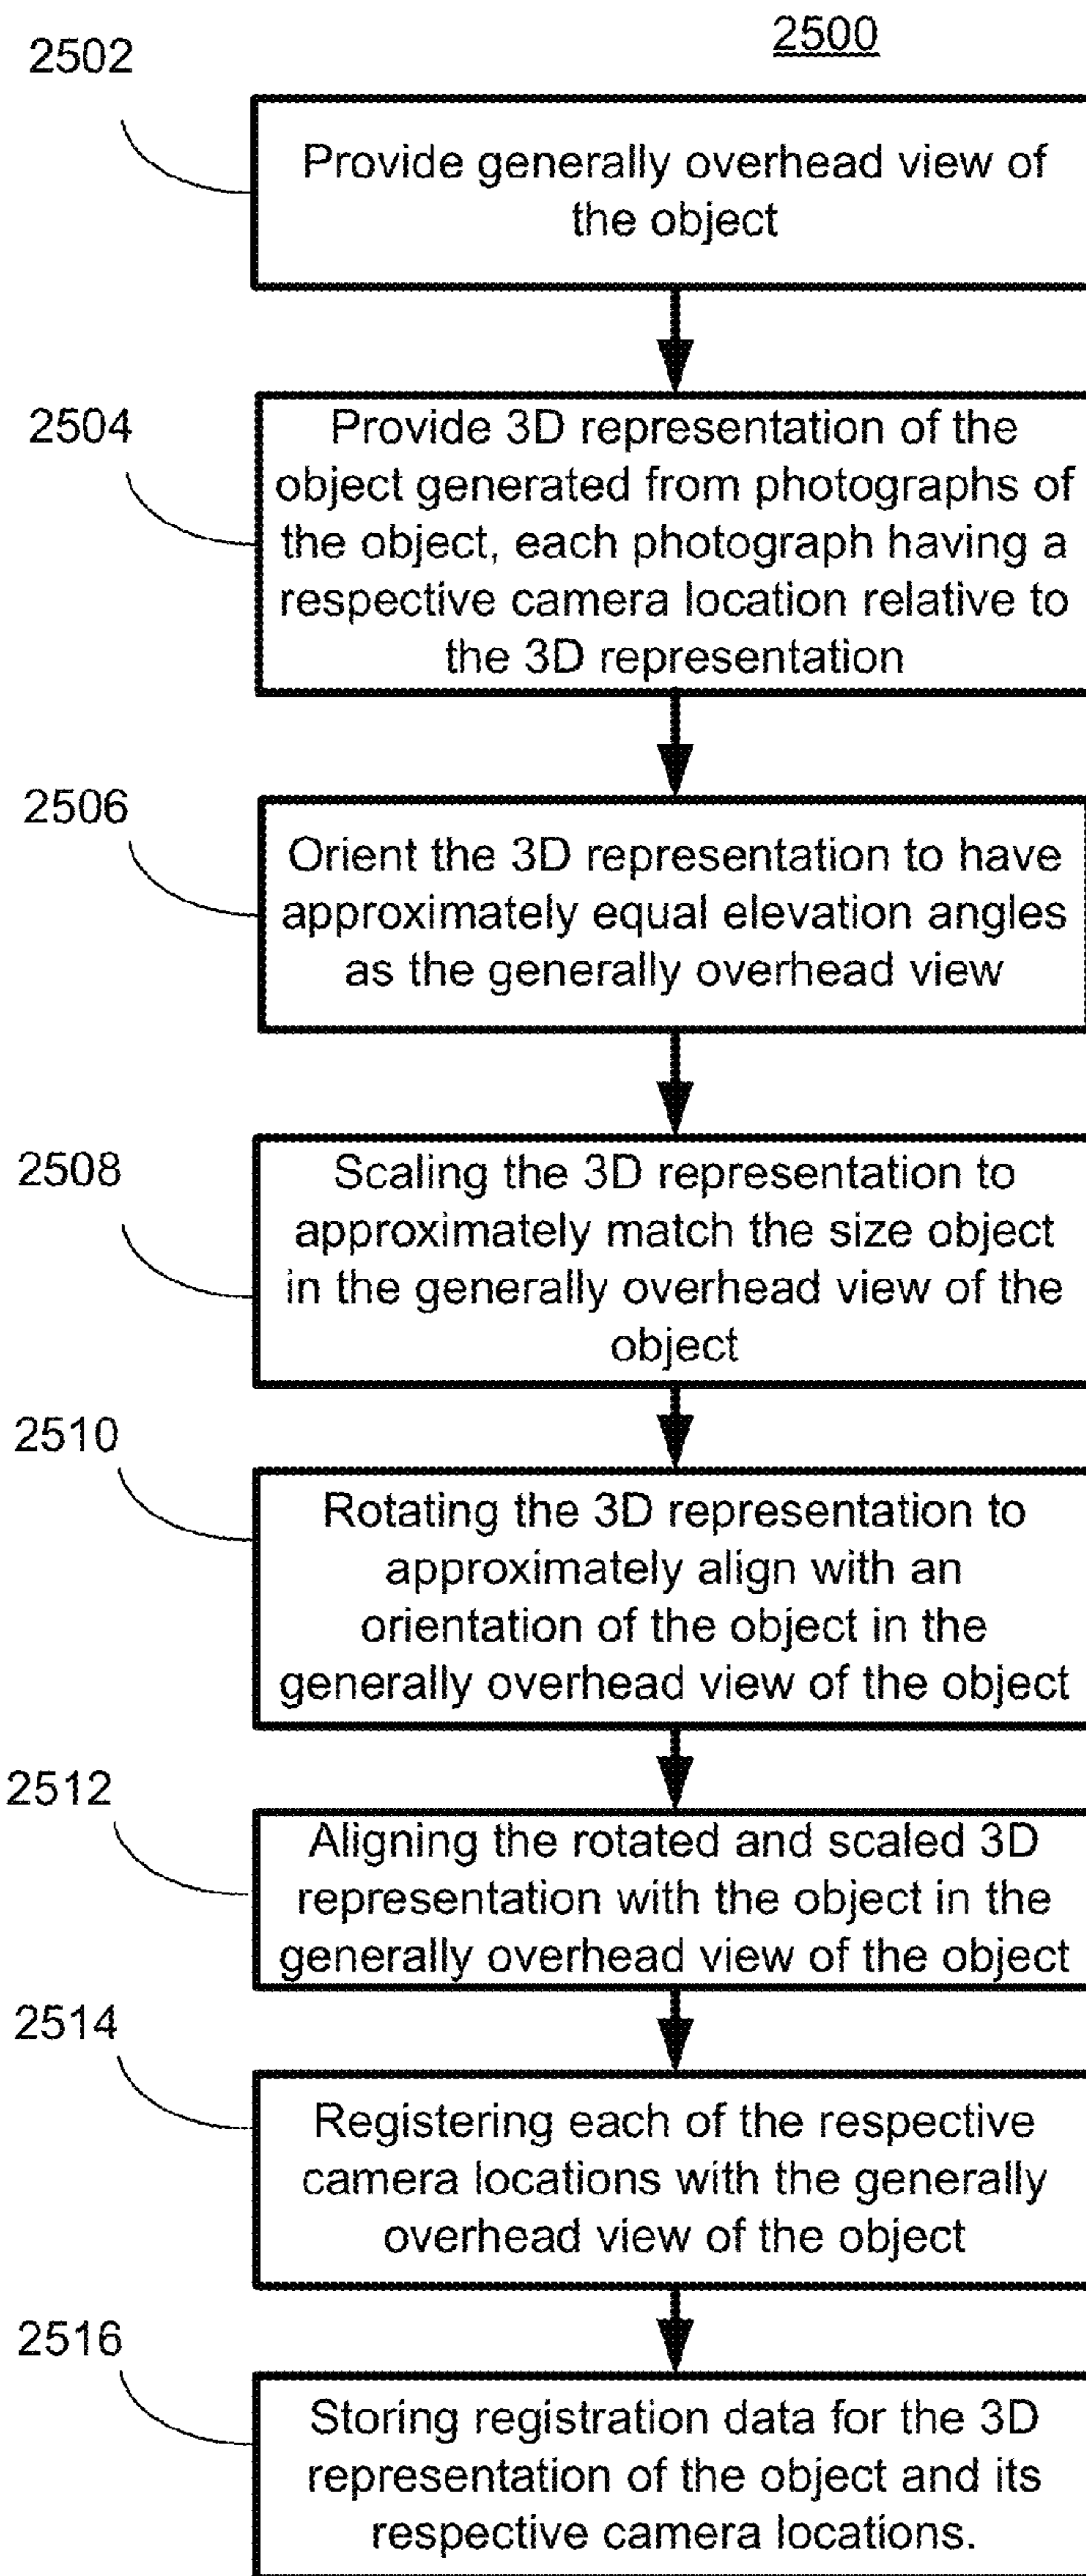 2500
2502
Provide generally overhead view of
the object
2504
Provide 3D representation of the
object generated from photographs of
the object, each photograph having a
respective camera location relative to
the 3D representation
2506
Orient the 3D representation to have
approximately equal elevation angles
as the generally overhead view
2508
Scaling the 3D representation to
approximately match the size object
in the generally overhead view of the
object
2510
Rotating the 3D representation to
approximately align with an
orientation of the object in the
generally overhead view of the object
2512
Aligning the rotated and scaled 3D
representation with the object in the
generally overhead view of the object
2514
Registering each of the respective
camera locations with the generally
overhead view of the object
2516
Storing registration data for the 3D
representation of the object and its
respective camera locations.